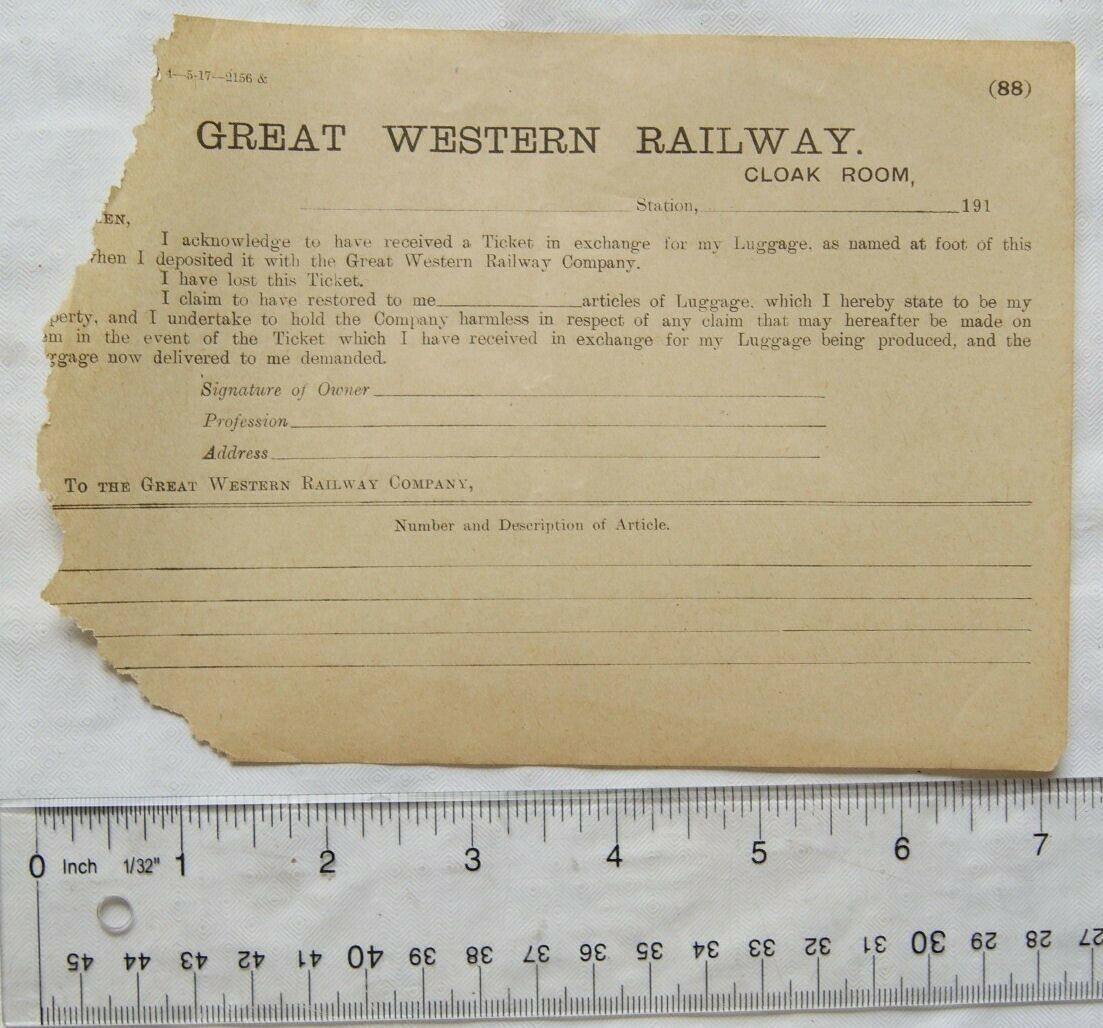 4—5-17—2156 &
(88)
GREAT WESTERN RAILWAY.
CLOAK ROOM,
Station, 191
EN,
I acknowledge to have received a Ticket in exchange for my Luggage, as named at foot of this
when I deposited it with the Great Western Railway Company.
I have lost this Ticket.
I claim to have restored to me articles of Luggage, which I hereby state to be my
perty, and I undertake to hold the Company harmless in respect of any claim that may hereafter be made on
em in the event of the Ticket which I have received in exchange for my Luggage being produced, and the
ggage now delivered to me demanded.
Signature of Owner
Profession
Address
TO THE GREAT WESTERN RAILWAY COMPANY,
Number and Description of Article.
0 Inch 1/32" 1 2 3 4 5 6 7
45 44 43 42 41 40 39 38 37 36 35 34 33 32 31 30 29 28 27